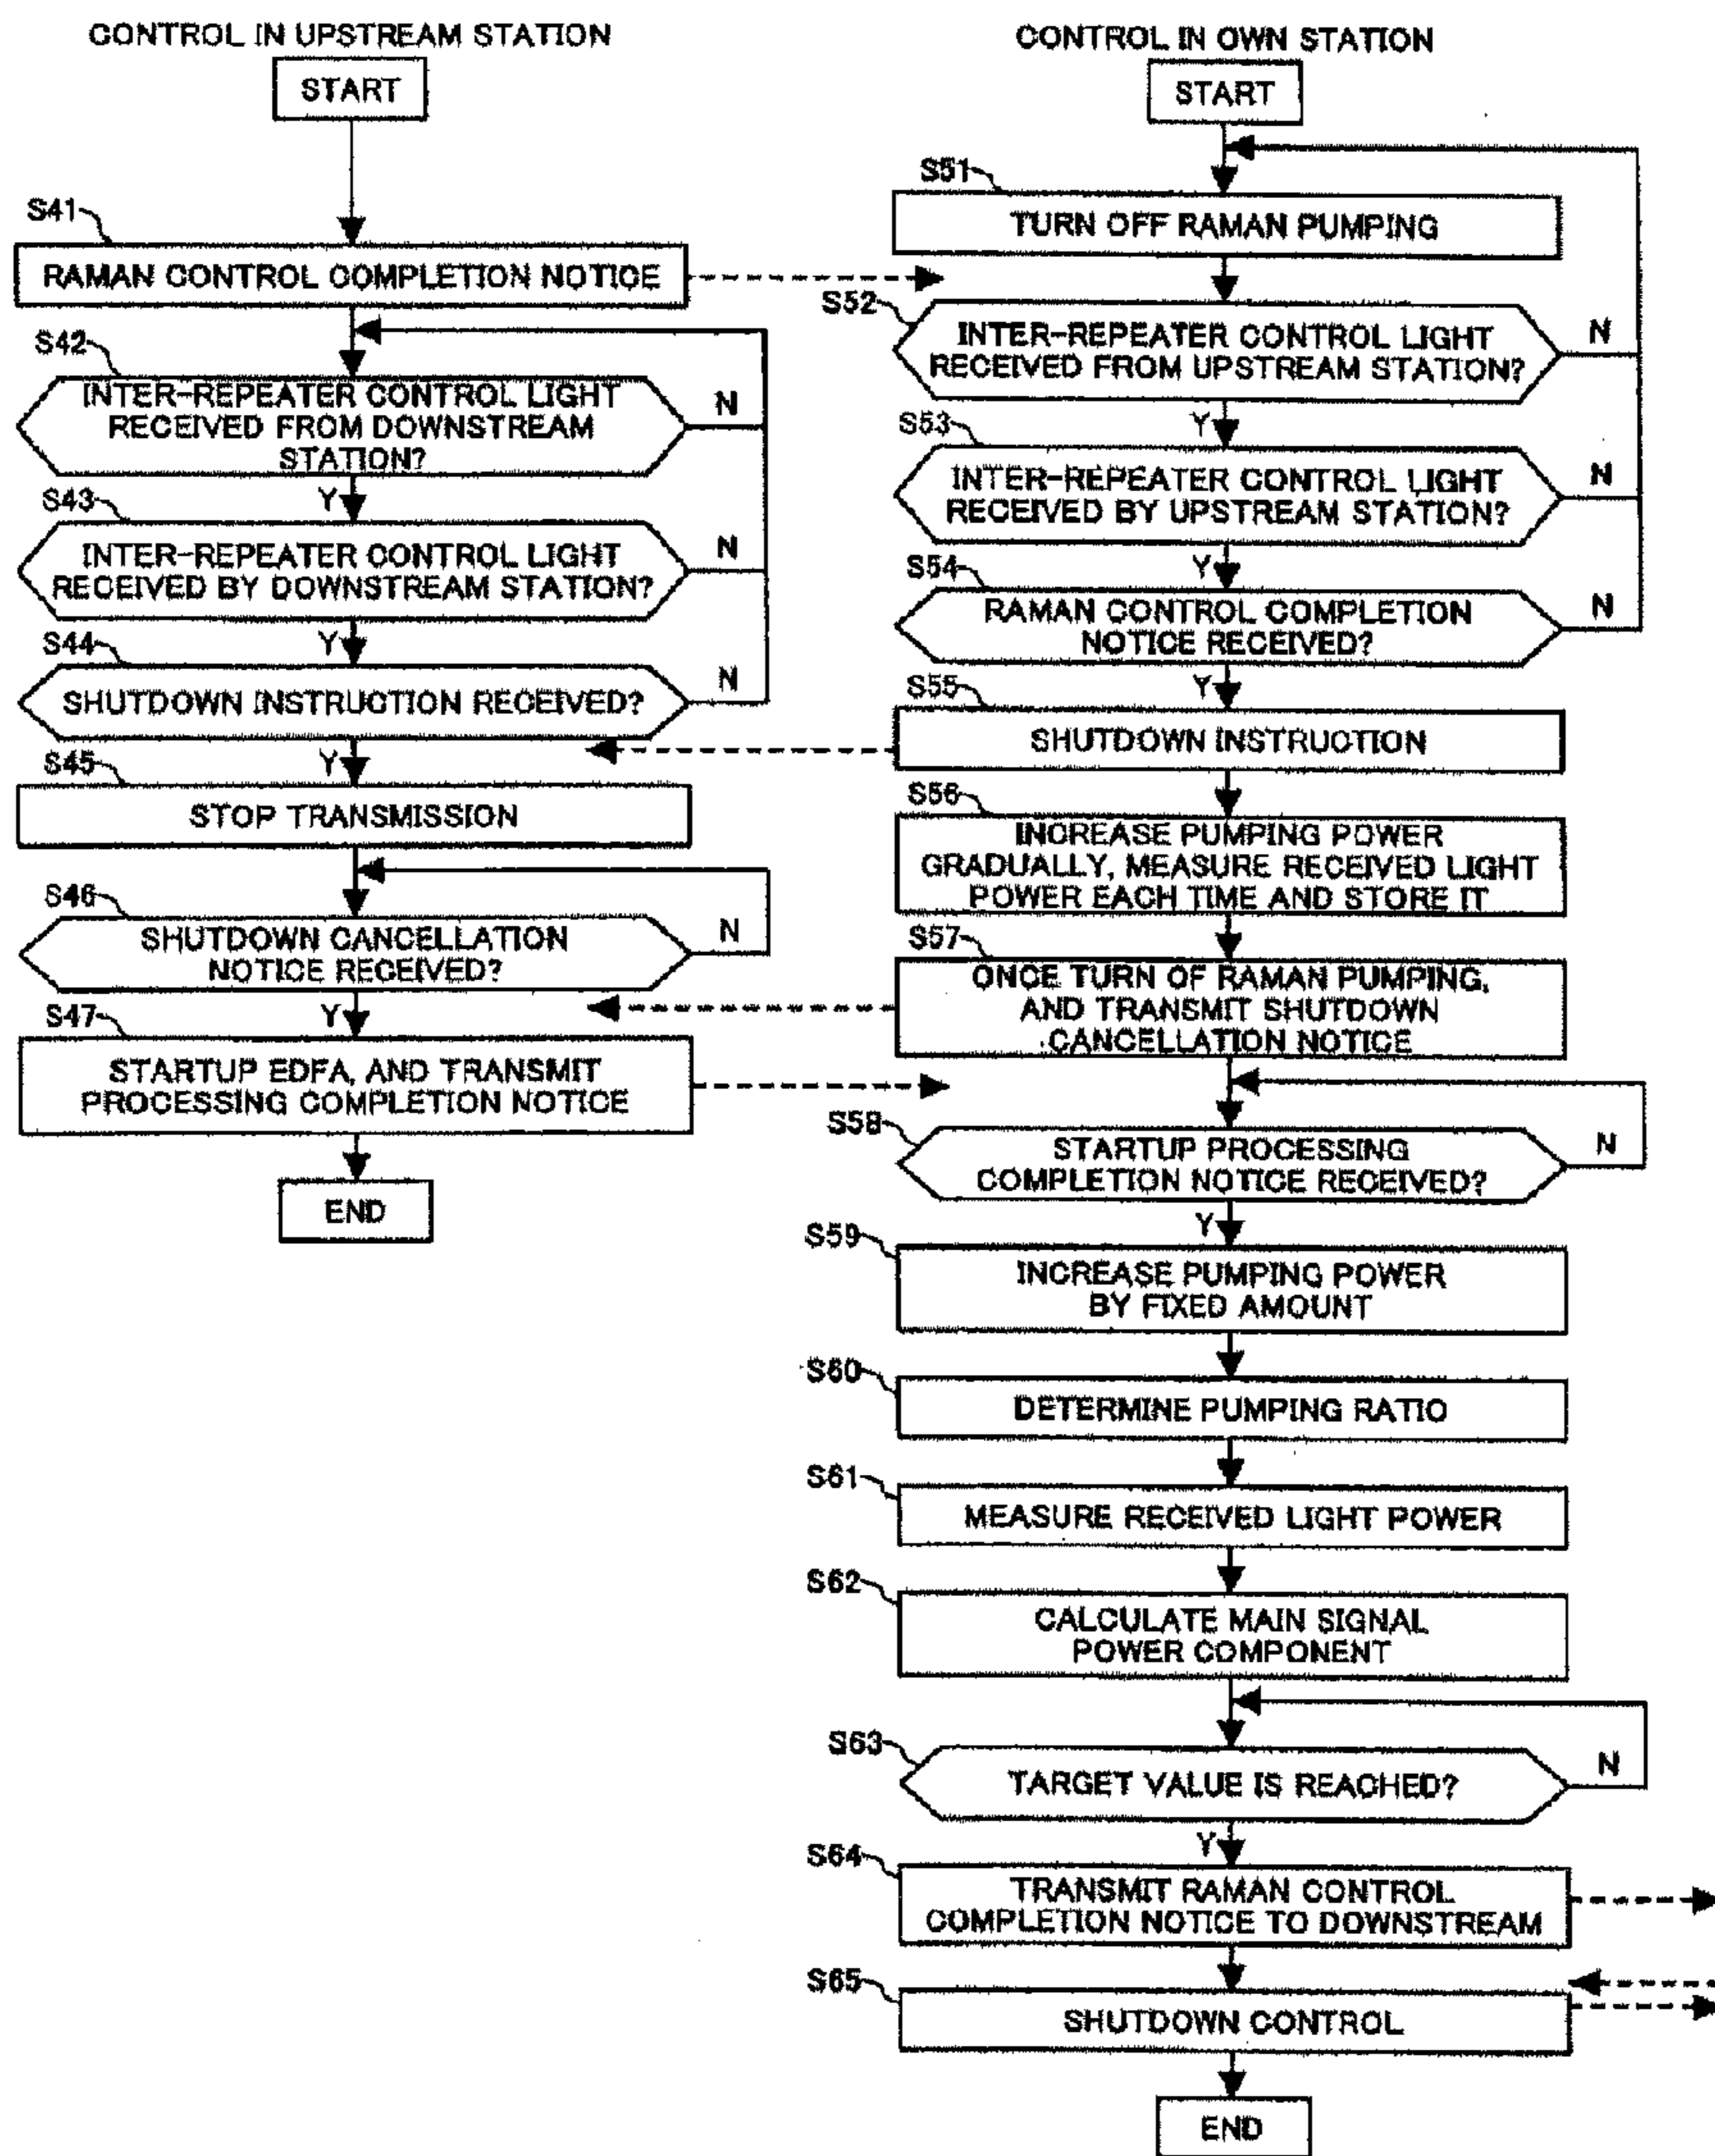 CONTROL IN UPSTREAM STATION
START
S41
RAMAN CONTROL COMPLETION NOTICE
S42
INTER-REPEATER CONTROL LIGHT
RECEIVED FROM DOWNSTREAM
STATION?
N
Y
S43
INTER-REPEATER CONTROL LIGHT
RECEIVED BY DOWNSTREAM STATION?
N
Y
S44
SHUTDOWN INSTRUCTION RECEIVED?
N
Y
S45
STOP TRANSMISSION
S46
SHUTDOWN CANCELLATION
NOTICE RECEIVED?
N
Y
S47
STARTUP EDFA, AND TRANSMIT
PROCESSING COMPLETION NOTICE
END
CONTROL IN OWN STATION
START
S51
TURN OFF RAMAN PUMPING
S52
INTER-REPEATER CONTROL LIGHT
RECEIVED FROM UPSTREAM STATION?
N
Y
S53
INTER-REPEATER CONTROL LIGHT
RECEIVED BY UPSTREAM STATION?
N
Y
S54
RAMAN CONTROL COMPLETION
NOTICE RECEIVED?
N
Y
S55
SHUTDOWN INSTRUCTION
S56
INCREASE PUMPING POWER
GRADUALLY, MEASURE RECEIVED LIGHT
POWER EACH TIME AND STORE IT
S57
ONCE TURN OF RAMAN PUMPING,
AND TRANSMIT SHUTDOWN
CANCELLATION NOTICE
S58
STARTUP PROCESSING
COMPLETION NOTICE RECEIVED?
N
Y
S59
INCREASE PUMPING POWER
BY FIXED AMOUNT
S60
DETERMINE PUMPING RATIO
S61
MEASURE RECEIVED LIGHT POWER
S62
CALCULATE MAIN SIGNAL
POWER COMPONENT
S63
TARGET VALUE IS REACHED?
N
Y
S64
TRANSMIT RAMAN CONTROL
COMPLETION NOTICE TO DOWNSTREAM
S65
SHUTDOWN CONTROL
END